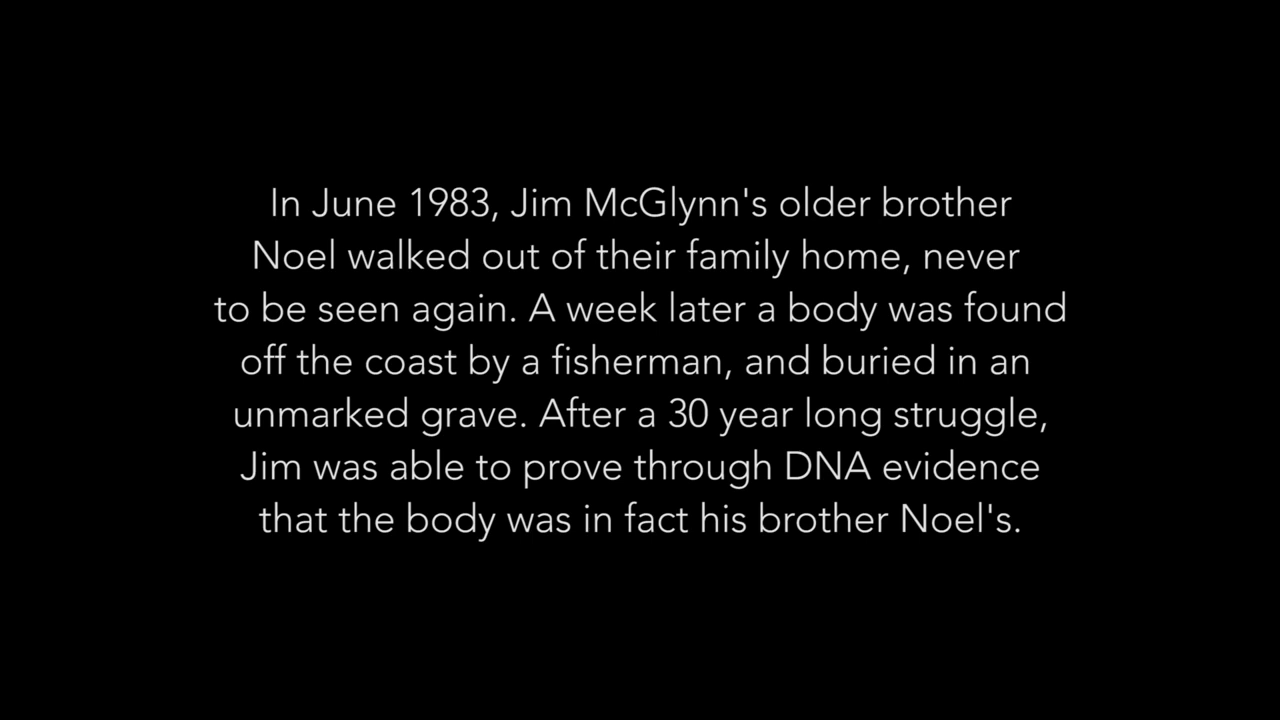 In June 1983, Jim McGlynn's older brother
Noel walked out of their family home, never
to be seen again. A week later a body was found
off the coast by a fisherman, and buried in an
unmarked grave. After a 30 year long struggle,
Jim was able to prove through DNA evidence
that the body was in fact his brother Noel's.